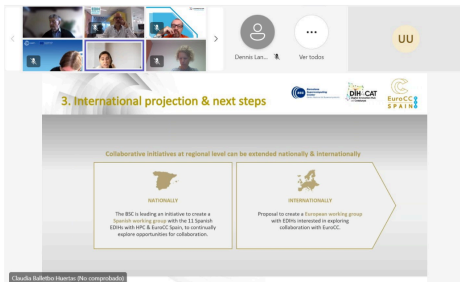 Dennis Lan...
Ver todos
UU
3. International projection & next steps
DIH4CAT
EuroCC
SPAIN
Collaborative initiatives at regional level can be extended nationally & internationally
NATIONALLY
The BSC is leading an initiative to create a
Spanish working group with the 11 Spanish
EDIHs with HPC & EuroCC Spain, to continually
explore opportunities for collaboration.
INTERNATIONALLY
Proposal to create a European working group
with EDIHs interested in exploring
collaboration with EuroCC.
Claudia Balletbo Huertas (No comprobado)